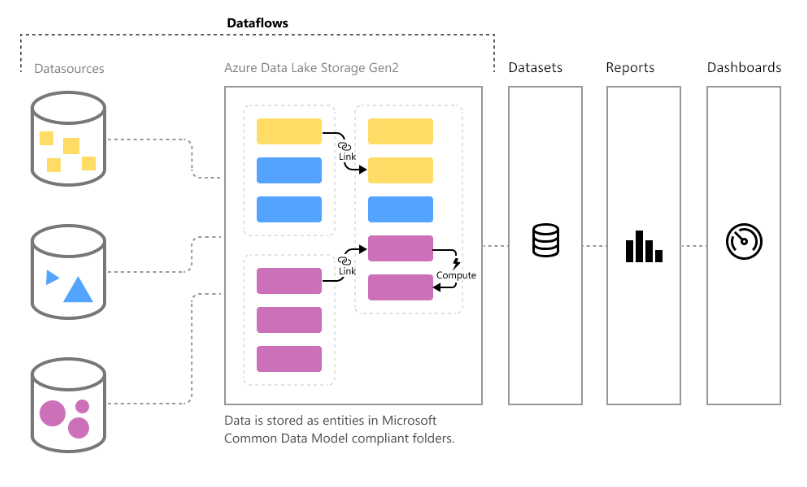 Dataflows
Datasources
Azure Data Lake Storage Gen2
Datasets
Reports
Dashboards
Link
Link
Compute
Data is stored as entities in Microsoft
Common Data Model compliant folders.